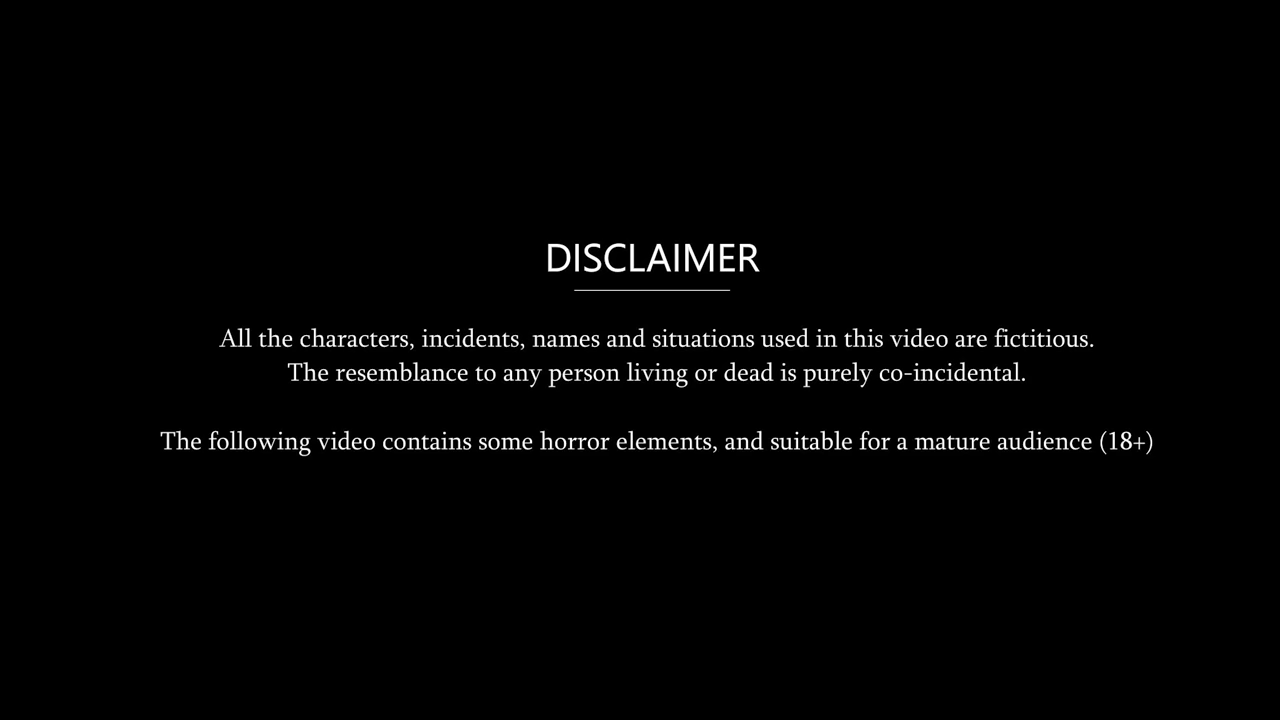 DISCLAIMER
All the characters, incidents, names and situations used in this video are fictitious.
The resemblance to any person living or dead is purely co-incidental.
The following video contains some horror elements, and suitable for a mature audience (18+)